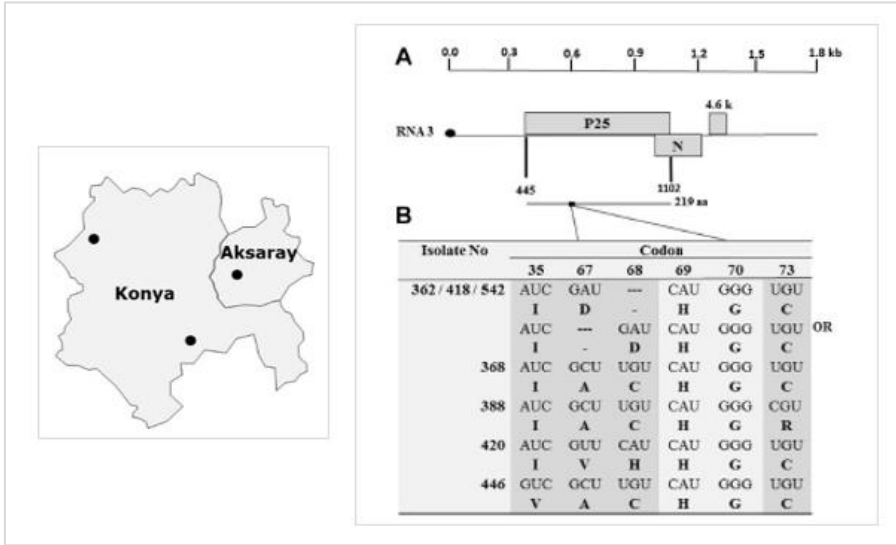 Aksaray
Konya
A
0.0 0.3 0.6 0.9 1.2 1.5 1.8 kb
4.6 k
RNA 3 P25
N
445 1102
219 aa
B
Isolate No Codon
35 67 68 69 70 73
362 / 418 / 542 AUC GAU --- CAU GGG UGU
I D - H G C
AUC --- GAU CAU GGG UGU OR
I - D H G C
368 AUC GCU UGU CAU GGG UGU
I A C H G C
388 AUC GCU UGU CAU GGG CGU
I A C H G R
420 AUC GUU CAU CAU GGG UGU
I V H H G C
446 GUC GCU UGU CAU GGG UGU
V A C H G C